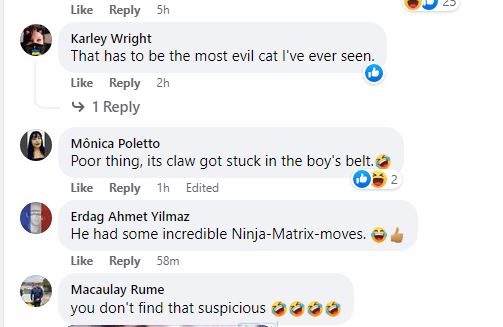 23
Like Reply 5h
Karley Wright
That has to be the most evil cat I've ever seen.
Like Reply 2h
1 Reply
Mônica Poletto
Poor thing, its claw got stuck in the boy's belt.🤣
2
Like Reply 1h Edited
Erdag Ahmet Yilmaz
He had some incredible Ninja-Matrix-moves. 😂👍🏽
Like Reply 58m
Macaulay Rume
you don't find that suspicious 🤣🤣🤣🤣